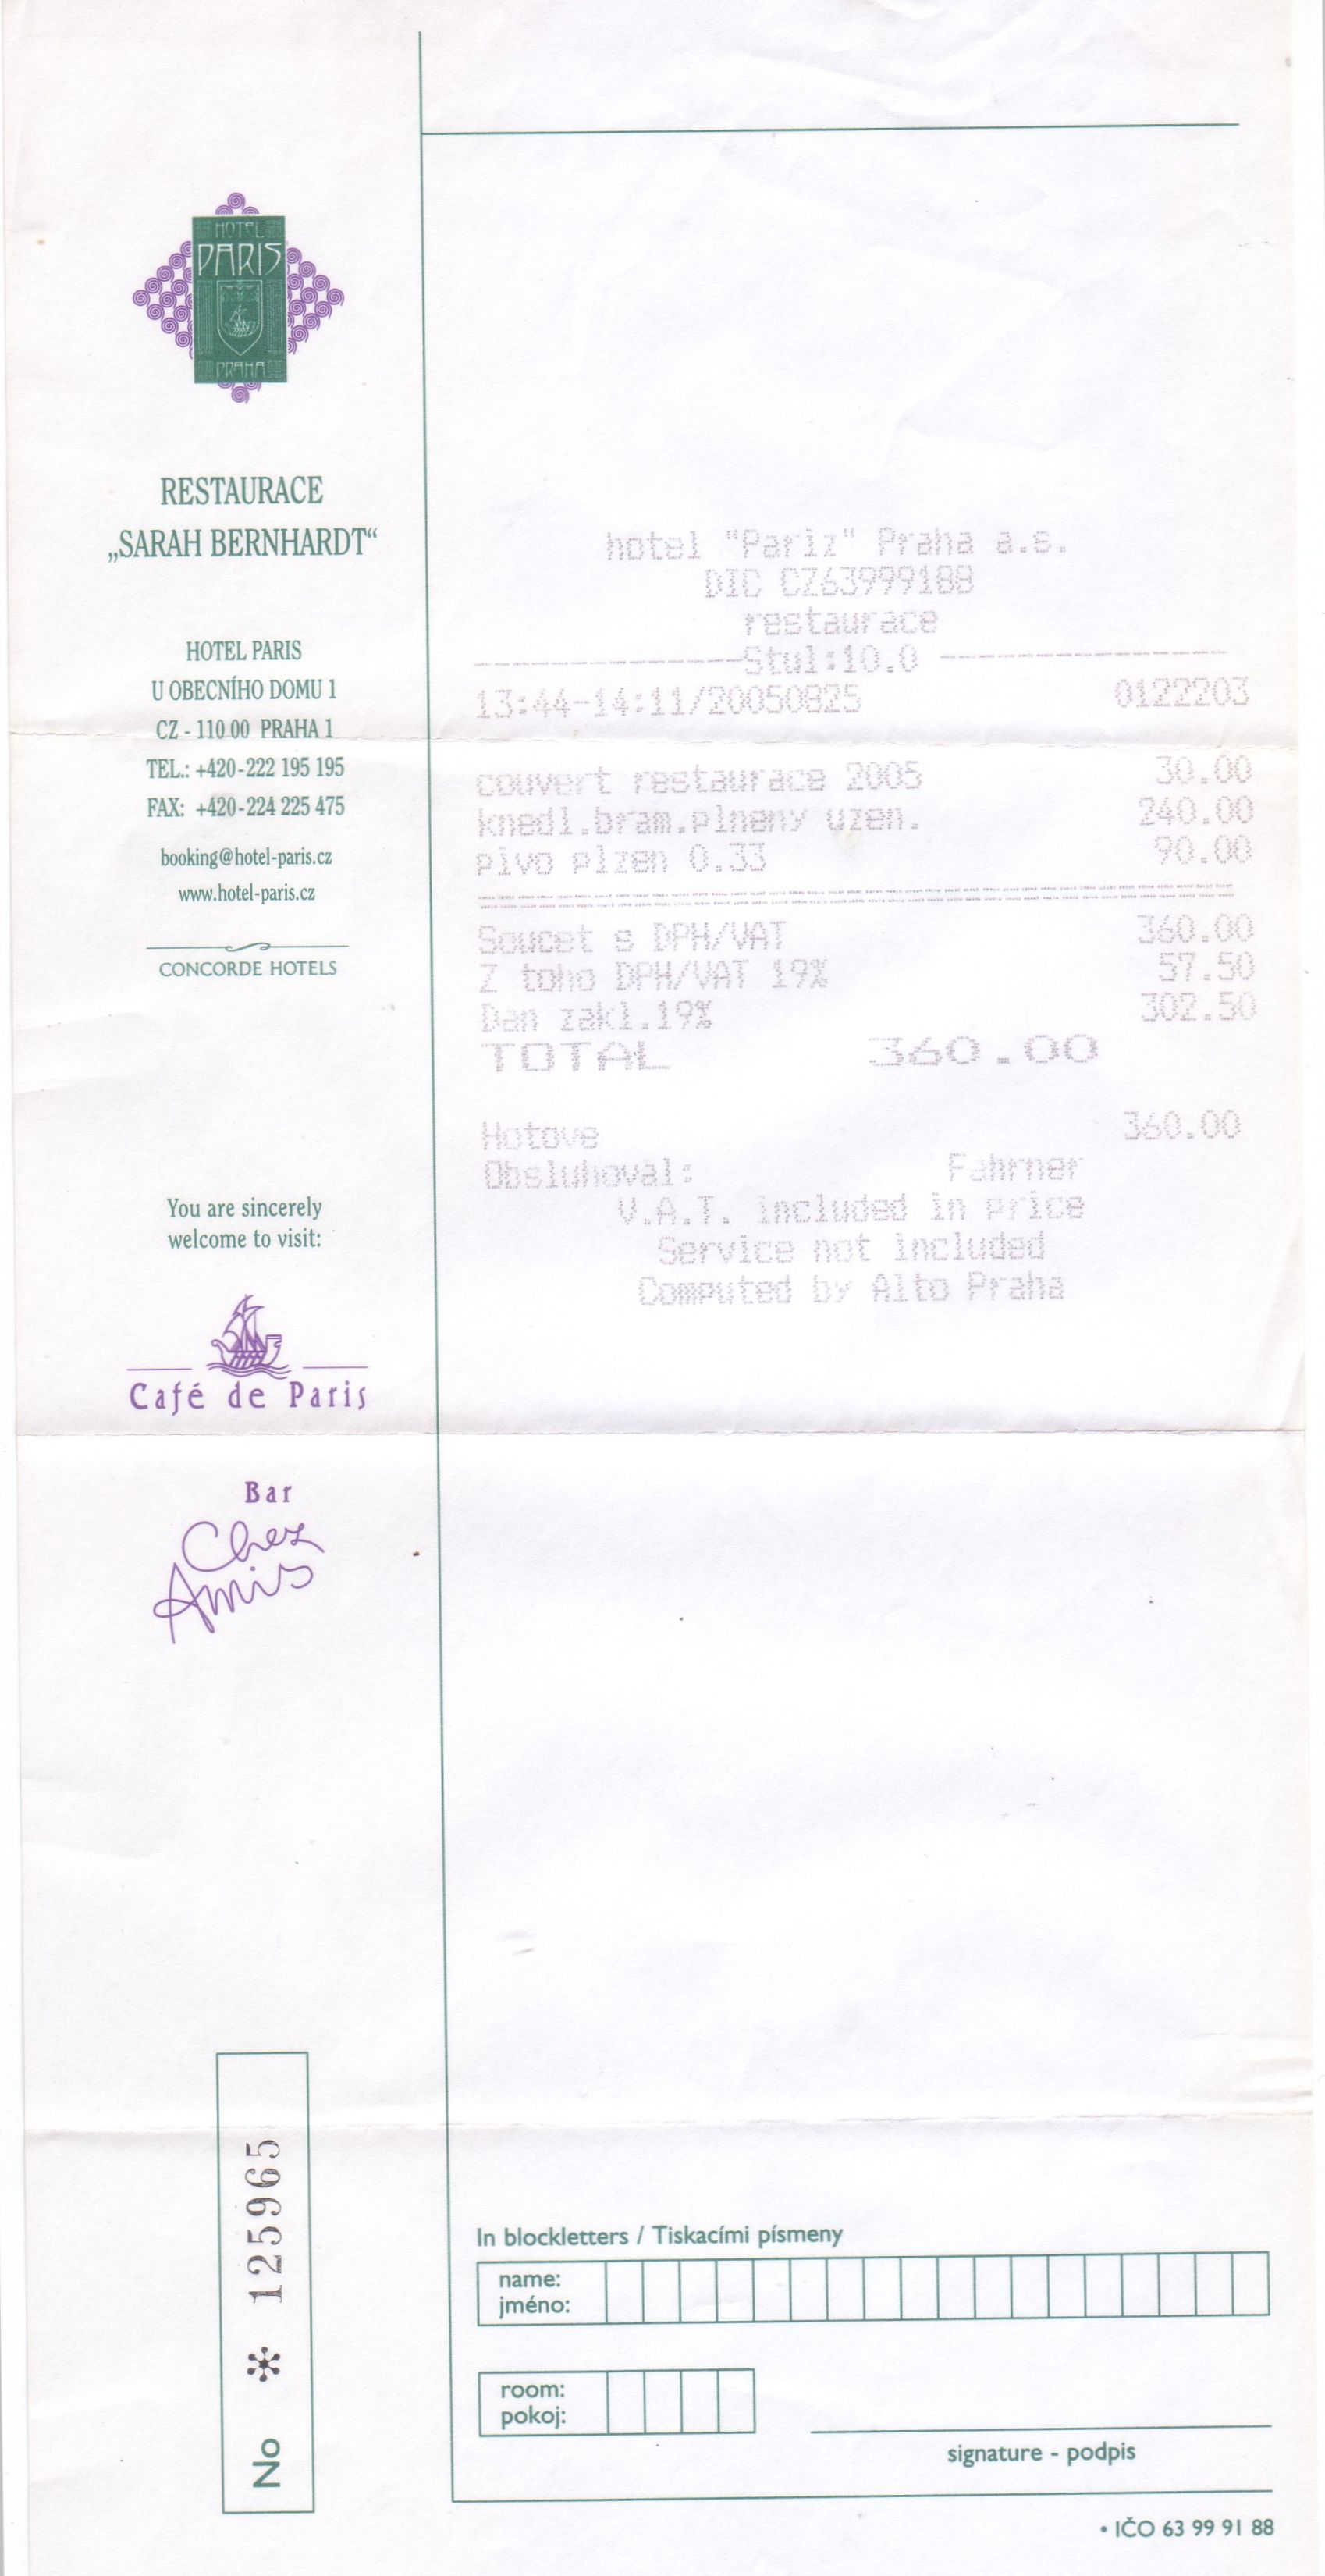 HOTEL
PARIS
PRAHA
RESTAURACE
„SARAH BERNHARDT“
HOTEL PARIS
U OBECNÍHO DOMU 1
CZ - 110 00 PRAHA 1
TEL.: +420-222 195 195
FAX: +420-224 225 475
booking@hotel-paris.cz
www.hotel-paris.cz
CONCORDE HOTELS
You are sincerely
welcome to visit:
Café de Paris
Bar
Chez
Amis
No * 125965
hotel "Pariz" Praha a.s.
DIC CZ63999188
restaurace
Stul:10.0
13:44-14:11/20050825 0122203
couvert restaurace 2005 30.00
knedl.bram.plneny uzen. 240.00
pivo plzen 0.33 90.00
Soucet s DPH/VAT 360.00
Z toho DPH/VAT 19% 57.50
Dan zakl.19% 302.50
TOTAL 360.00
Hotove 360.00
Obsluhoval: Fahrner
V.A.T. included in price
Service not included
Computed by Alto Praha
In blockletters / Tiskacími písmeny
name:
jméno:
room:
pokoj:
signature - podpis
• IČO 63 99 91 88